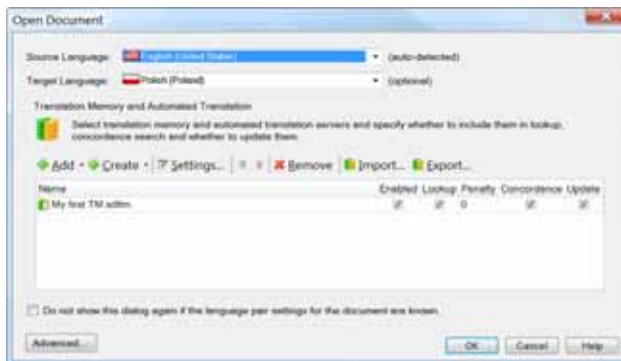 Open Document
Source Language: English (United States) (auto-detected)
Target Language: Polish (Poland) (optional)
Translation Memory and Automated Translation
Select translation memory and automated translation servers and specify whether to include them in lookup,
concordance search and whether to update them.
Add Create Settings... Remove Import... Export...
Name Enabled Lookup Penalty Concordance Update
My first TM.sdltm 0
Do not show this dialog again if the language pair settings for the document are known.
Advanced... OK Cancel Help